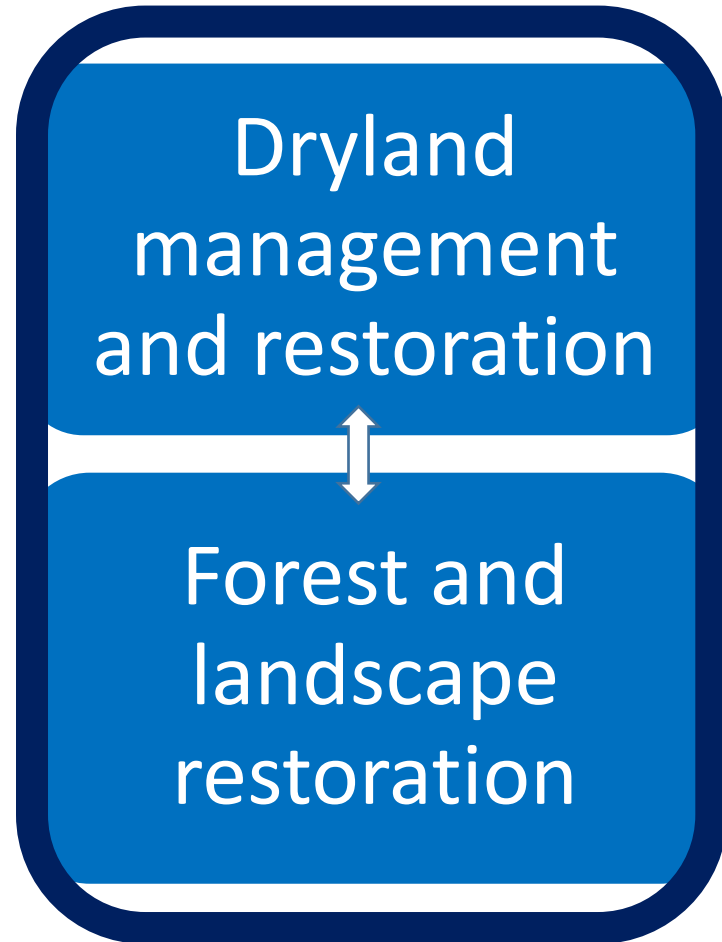 Dryland
management
and restoration
Forest and
landscape
restoration